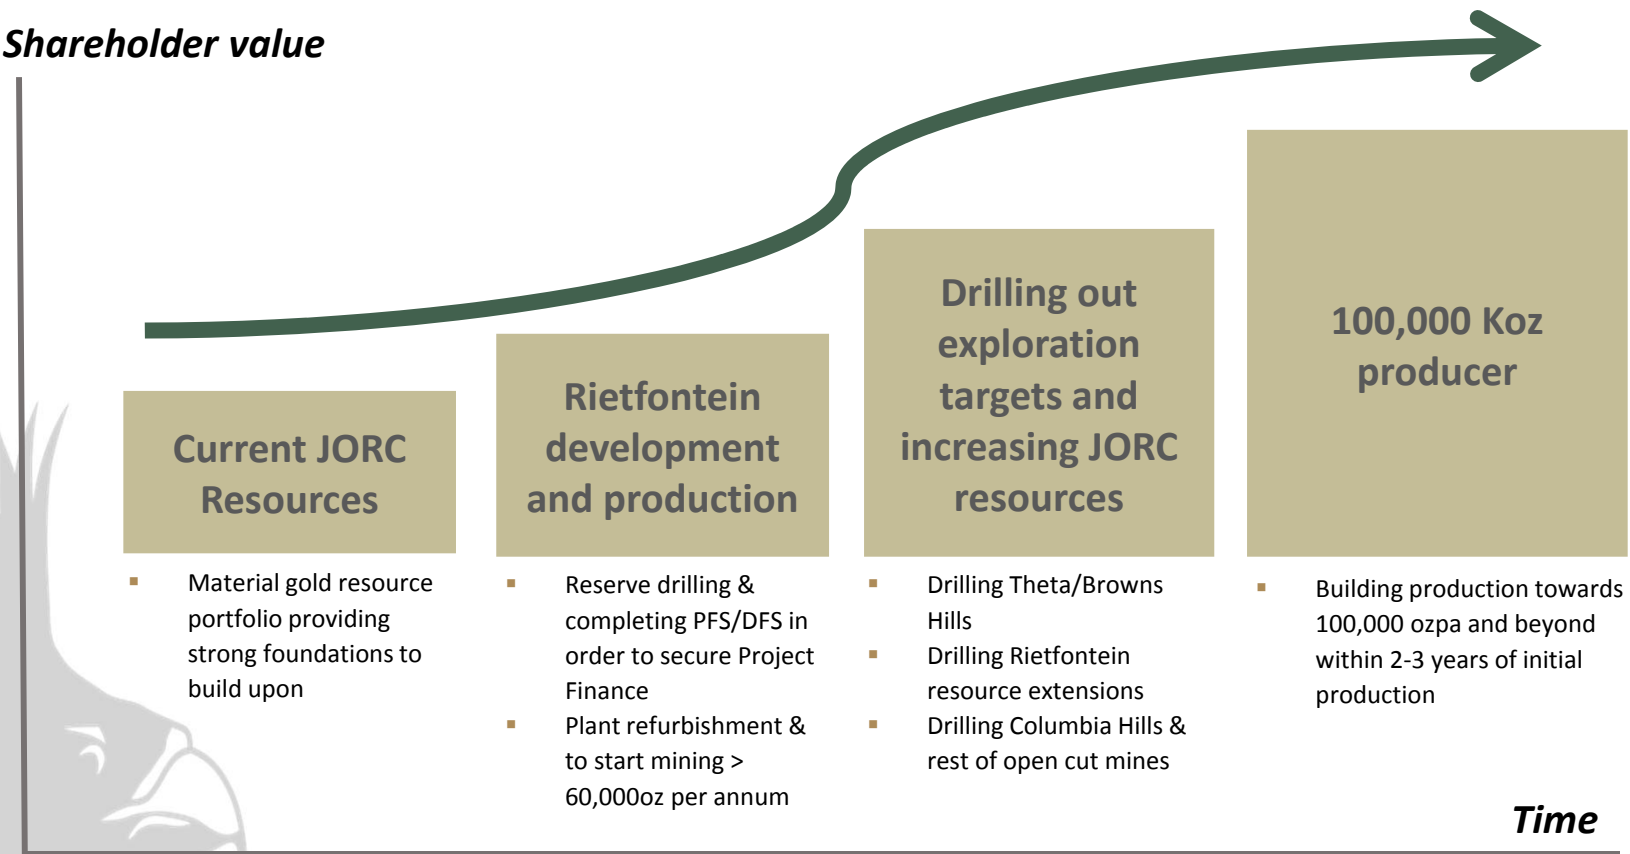 Shareholder value
Current JORC
Resources
▪ Material gold resource
portfolio providing
strong foundations to
build upon
Rietfontein
development
and production
▪ Reserve drilling &
completing PFS/DFS in
order to secure Project
Finance
▪ Plant refurbishment &
to start mining >
60,000oz per annum
Drilling out
exploration
targets and
increasing JORC
resources
▪ Drilling Theta/Browns
Hills
▪ Drilling Rietfontein
resource extensions
▪ Drilling Columbia Hills &
rest of open cut mines
100,000 Koz
producer
▪ Building production towards
100,000 ozpa and beyond
within 2-3 years of initial
production
Time